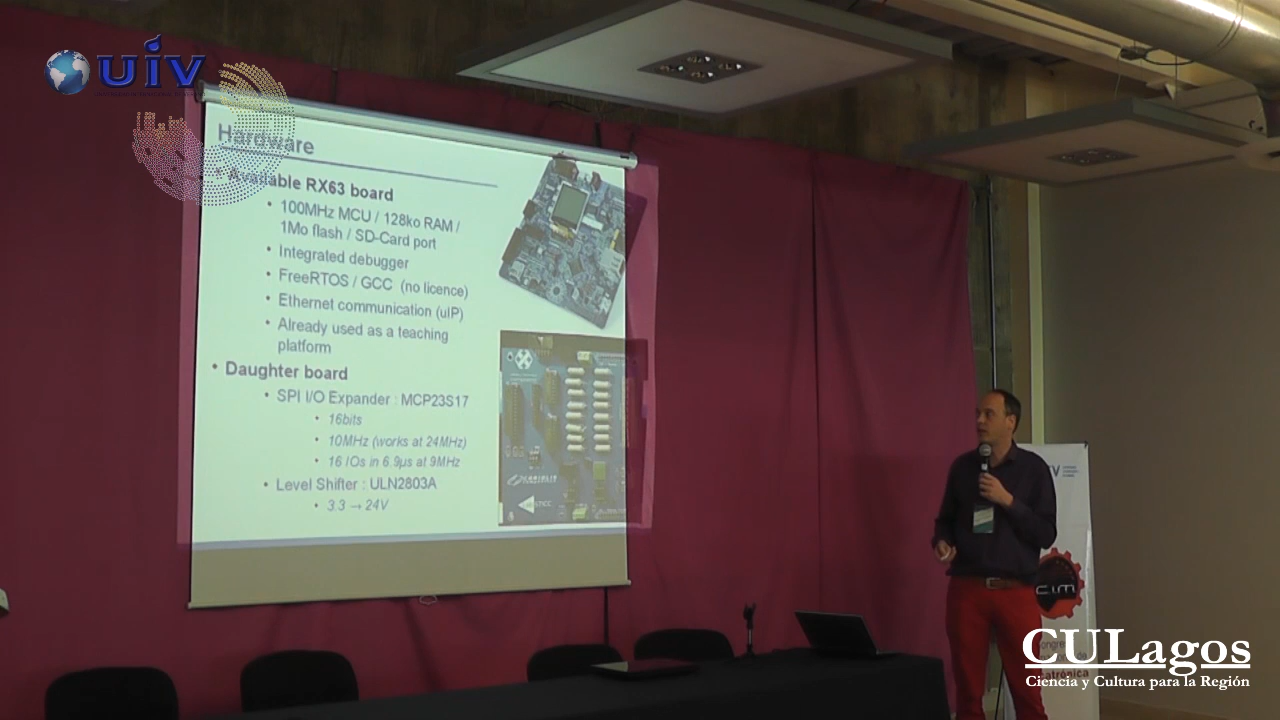 UIV
Hardware
• Available RX63 board
• 100MHz MCU / 128ko RAM /
1Mo flash / SD-Card port
• Integrated debugger
• FreeRTOS / GCC (no licence)
• Ethernet communication (uIP)
• Already used as a teaching
platform
• Daughter board
• SPI I/O Expander : MCP23S17
• 16bits
• 10MHz (works at 24MHz)
• 16 IOs in 6.9µs at 9MHz
• Level Shifter : ULN2803A
• 3.3 → 24V
C.I.M.
CULagos
Ciencia y Cultura para la Región